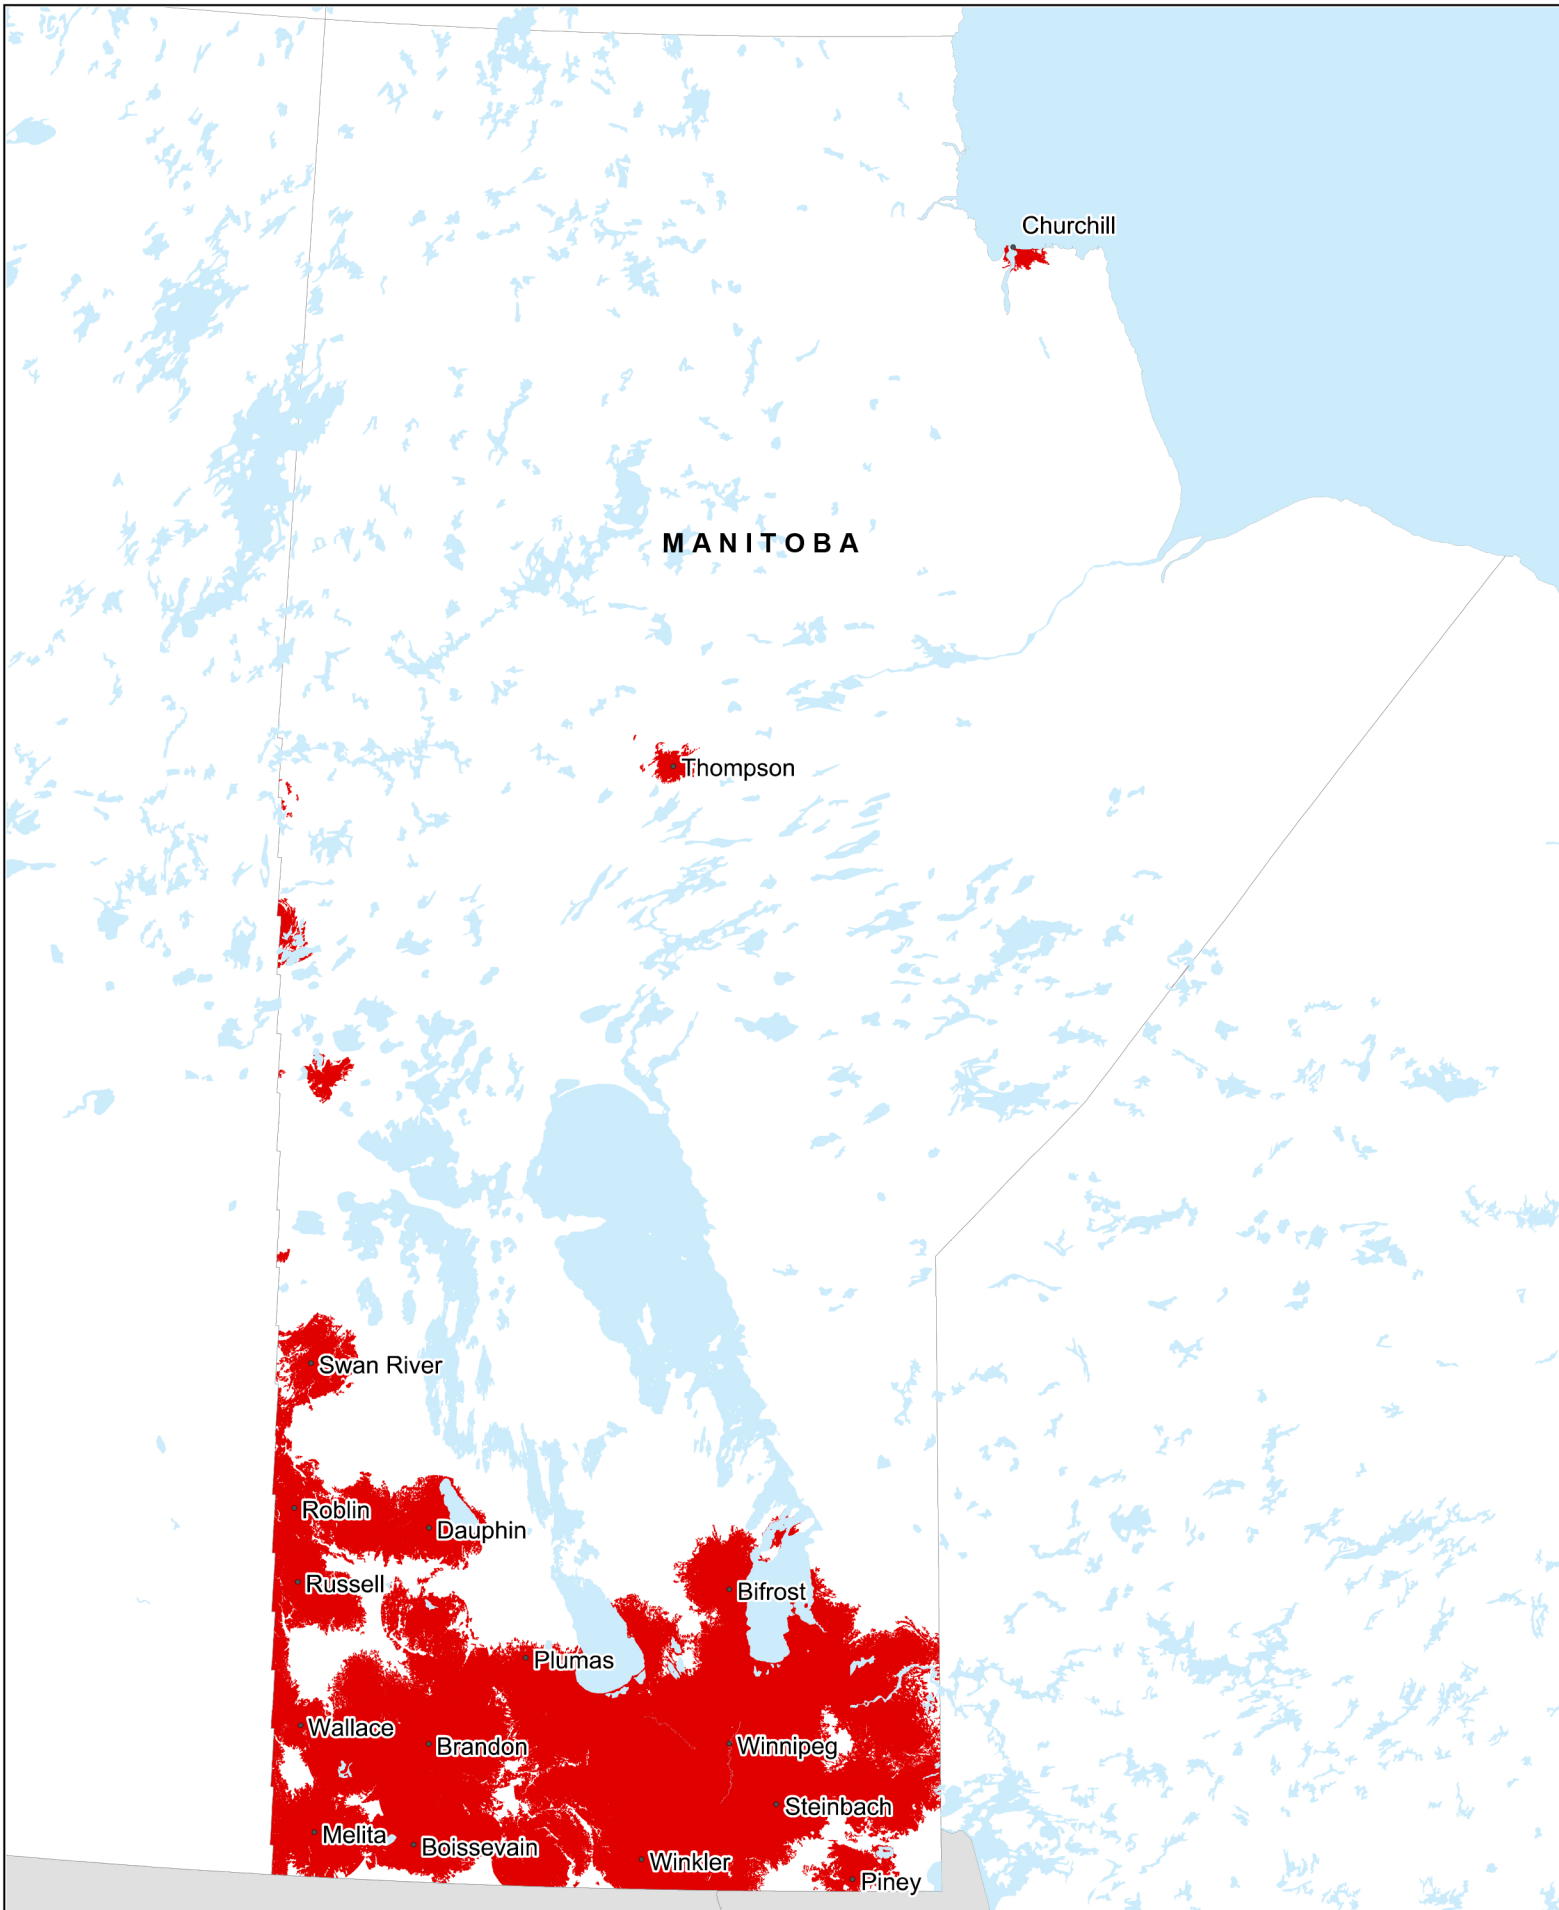 Churchill
MANITOBA
Thompson
Swan River
Roblin
Dauphin
Russell
Bifrost
Plumas
Wallace
Brandon
Winnipeg
Steinbach
Melita
Boissevain
Winkler
Piney